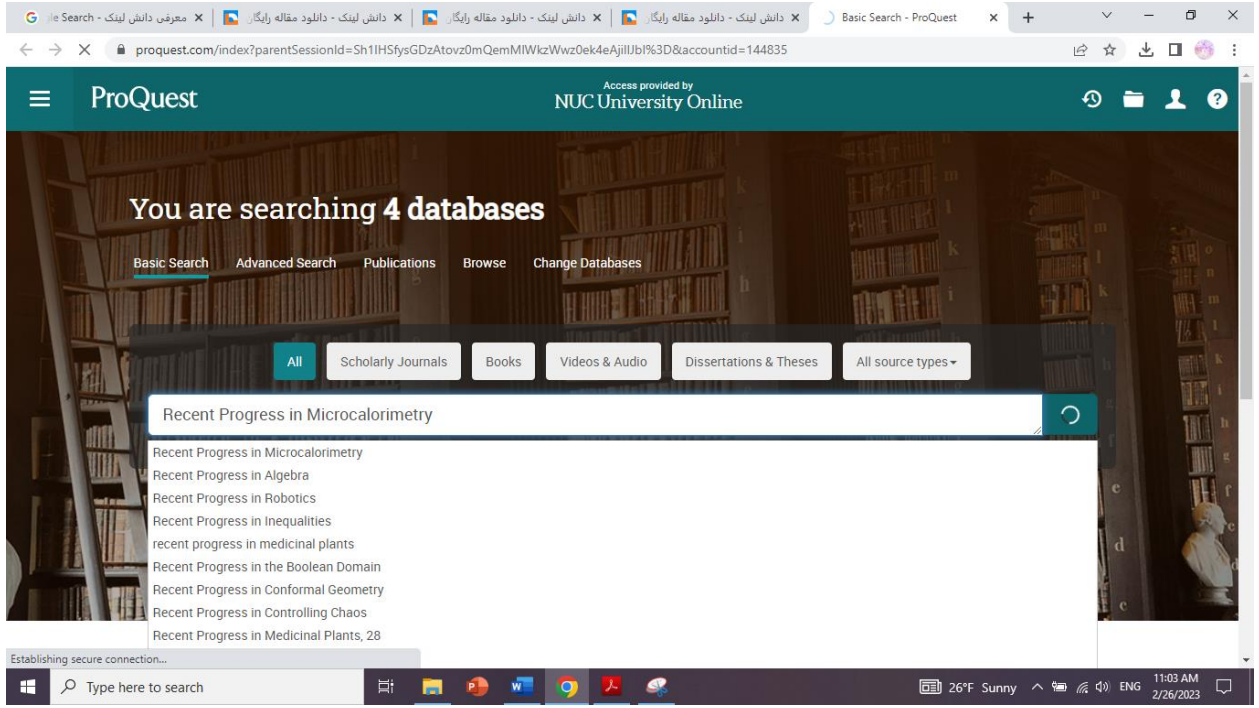 معرفی دانش لینک - Google Search
دانش لینک - دانلود مقاله رایگان
دانش لینک - دانلود مقاله رایگان
دانش لینک - دانلود مقاله رایگان
Basic Search - ProQuest
proquest.com/index?parentSessionId=Sh1IHSfysGDzAtovz0mQemMIWkzWwz0ek4eAjiIIJbI%3D&accountid=144835
ProQuest
Access provided by
NUC University Online
You are searching 4 databases
Basic Search Advanced Search Publications Browse Change Databases
All Scholarly Journals Books Videos & Audio Dissertations & Theses All source types
Recent Progress in Microcalorimetry
Recent Progress in Microcalorimetry
Recent Progress in Algebra
Recent Progress in Robotics
Recent Progress in Inequalities
recent progress in medicinal plants
Recent Progress in the Boolean Domain
Recent Progress in Conformal Geometry
Recent Progress in Controlling Chaos
Recent Progress in Medicinal Plants, 28
Establishing secure connection...
Type here to search
26°F Sunny ENG 11:03 AM
2/26/2023